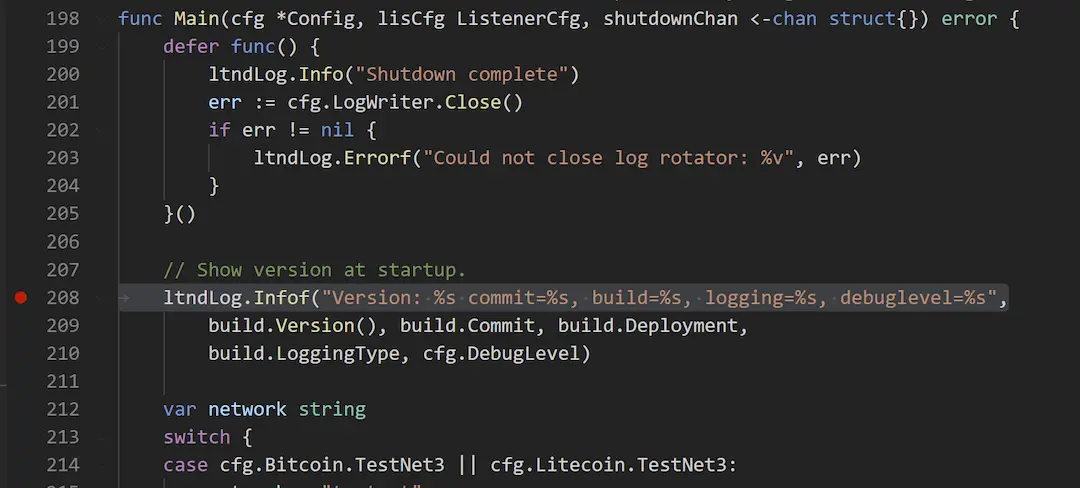 198 func Main(cfg *Config, lisCfg ListenerCfg, shutdownChan <-chan struct{}) error {
199     defer func() {
200         ltndLog.Info("Shutdown complete")
201         err := cfg.LogWriter.Close()
202         if err != nil {
203             ltndLog.Errorf("Could not close log rotator: %v", err)
204         }
205     }()
206
207     // Show version at startup.
208     ltndLog.Infof("Version: %s commit=%s, build=%s, logging=%s, debuglevel=%s",
209         build.Version(), build.Commit, build.Deployment,
210         build.LoggingType, cfg.DebugLevel)
211
212     var network string
213     switch {
214     case cfg.Bitcoin.TestNet3 || cfg.Litecoin.TestNet3: